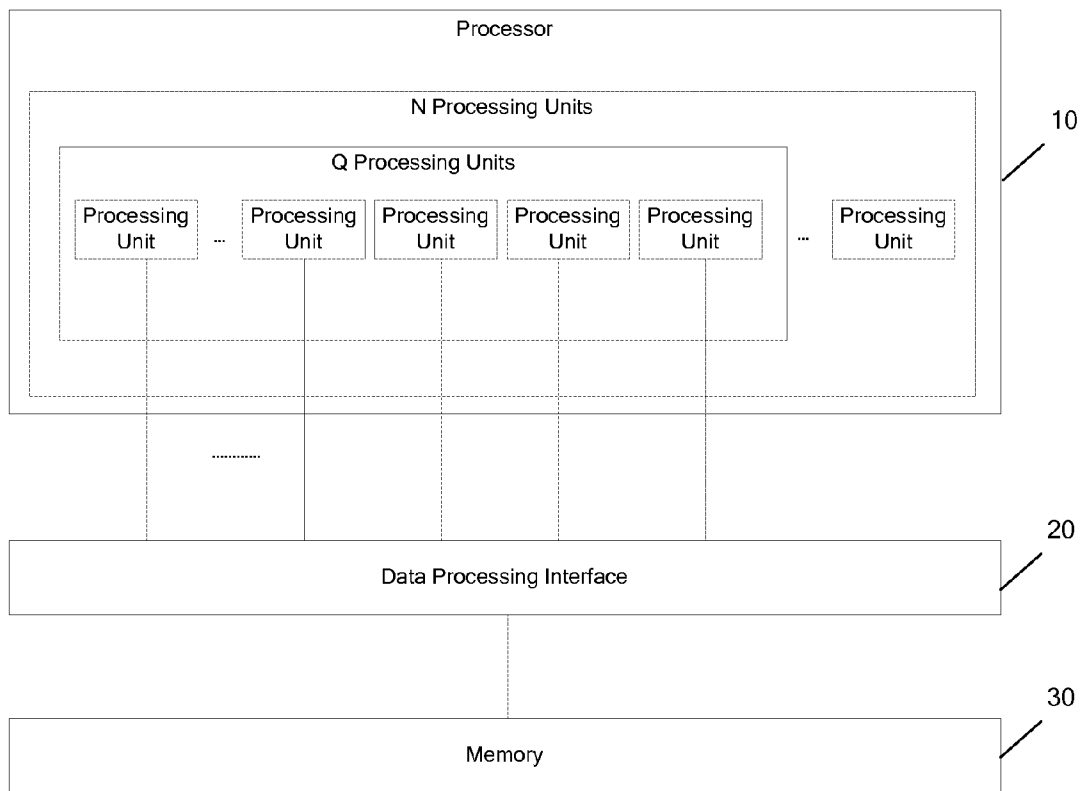 Processor
N Processing Units
10
Q Processing Units
Processing Unit
...
Processing Unit
Processing Unit
Processing Unit
Processing Unit
...
Processing Unit
............
20
Data Processing Interface
30
Memory